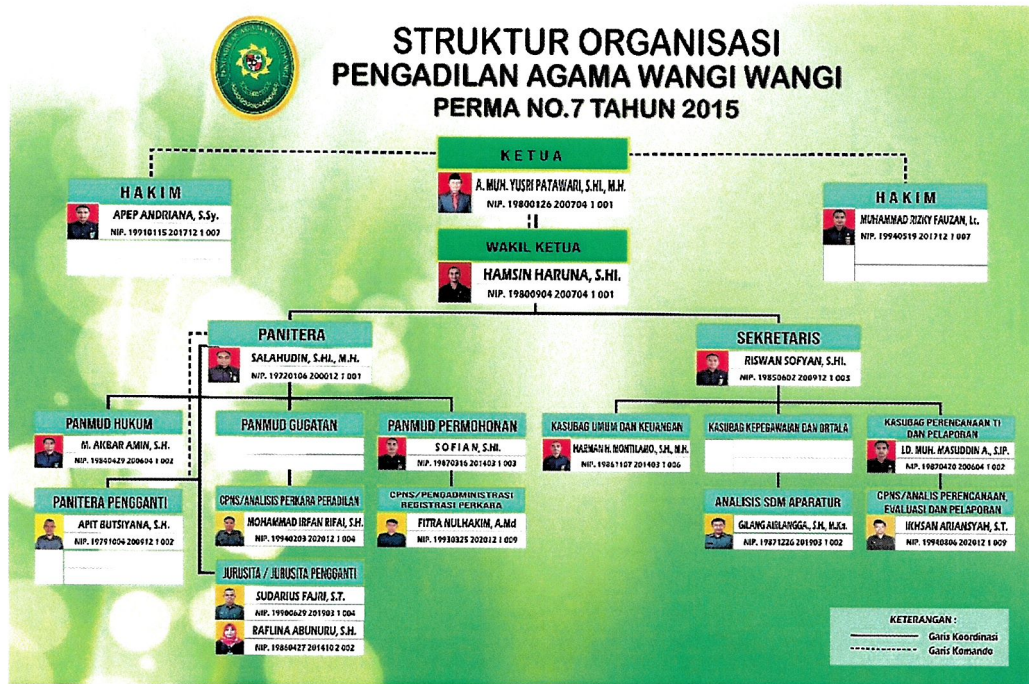 STRUKTUR ORGANISASI
PENGADILAN AGAMA WANGI WANGI
PERMA NO.7 TAHUN 2015
KETUA
A. MUH. YUSRI PATAWARI, S.HI., M.H.
NIP. 19800126 200704 1 001
HAKIM
APEP ANDRIANA, S.Sy.
NIP. 19910115 201712 1 007
HAKIM
MUHAMMAD RIZKY FAUZAN, Lc.
NIP. 19940519 201712 1 007
WAKIL KETUA
HAMSIN HARUNA, S.HI.
NIP. 19800904 200704 1 001
PANITERA
SALAHUDIN, S.HI., M.H.
NIP. 19720106 200012 1 001
SEKRETARIS
RISWAN SOFYAN, S.HI.
NIP. 19850602 200912 1 005
PANMUD HUKUM
M. AKBAR AMIN, S.H.
NIP. 19840429 200604 1 002
PANMUD GUGATAN
PANMUD PERMOHONAN
SOFIAN, S.HI.
NIP. 19870316 201403 1 003
KASUBAG UMUM DAN KEUANGAN
HARMAN H. MONTILABO., S.H., M.H.
NIP. 19861107 201403 1 006
KASUBAG KEPEGAWAIAN DAN ORTALA
KASUBAG PERENCANAAN TI
DAN PELAPORAN
LD. MUH. MASUDDIN A., S.IP.
NIP. 19870420 200604 1 002
PANITERA PENGGANTI
APIT BUTSIYANA, S.H.
NIP. 19791004 200912 1 002
CPNS/ANALISIS PERKARA PERADILAN
MOHAMMAD IRFAN RIFAI, S.H.
NIP. 19940203 202012 1 004
CPNS/PENGADMINISTRASI
REGISTRASI PERKARA
FITRA NULHAKIM, A.Md
NIP. 19930325 202012 1 009
ANALISIS SDM APARATUR
GILANG AIRLANGGA., S.H., M.Kn.
NIP. 19871226 201903 1 002
CPNS/ANALIS PERENCANAAN,
EVALUASI DAN PELAPORAN
IKHSAN ARIANSYAH, S.T.
NIP. 19940806 202012 1 009
JURUSITA / JURUSITA PENGGANTI
SUDARIUS FAJRI, S.T.
NIP. 19900629 201903 1 004
RAFLINA ABUNURU, S.H.
NIP. 19860427 201410 2 002
KETERANGAN :
Garis Koordinasi
Garis Komando